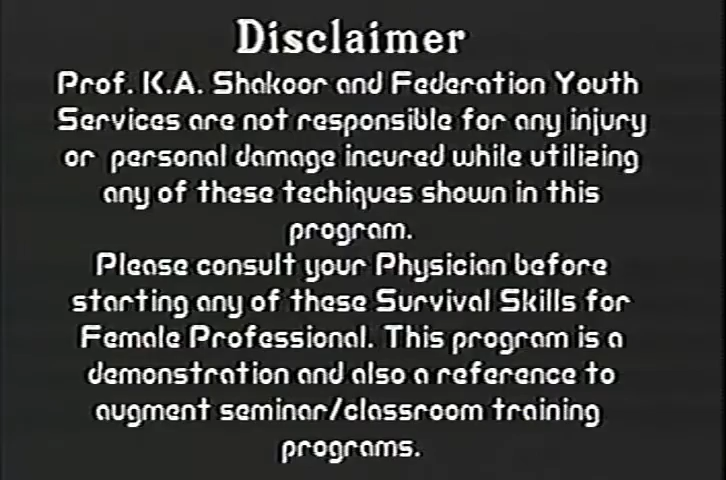 Disclaimer
Prof. K.A. Shakoor and Federation Youth
Services are not responsible for any injury
or personal damage incured while utilizing
any of these techiques shown in this
program.
Please consult your Physician before
starting any of these Survival Skills for
Female Professional. This program is a
demonstration and also a reference to
augment seminar/classroom training
programs.